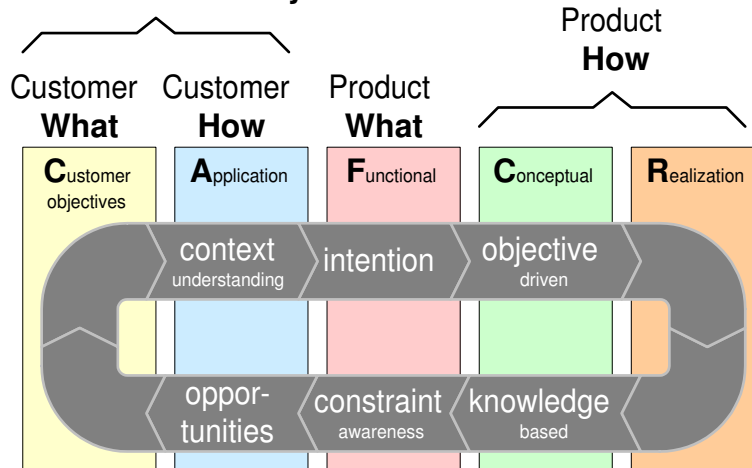 Product
How
Customer Customer Product
What How What
Customer Application Functional Conceptual Realization
objectives
context intention objective
understanding driven
oppor- constraint knowledge
tunities awareness based